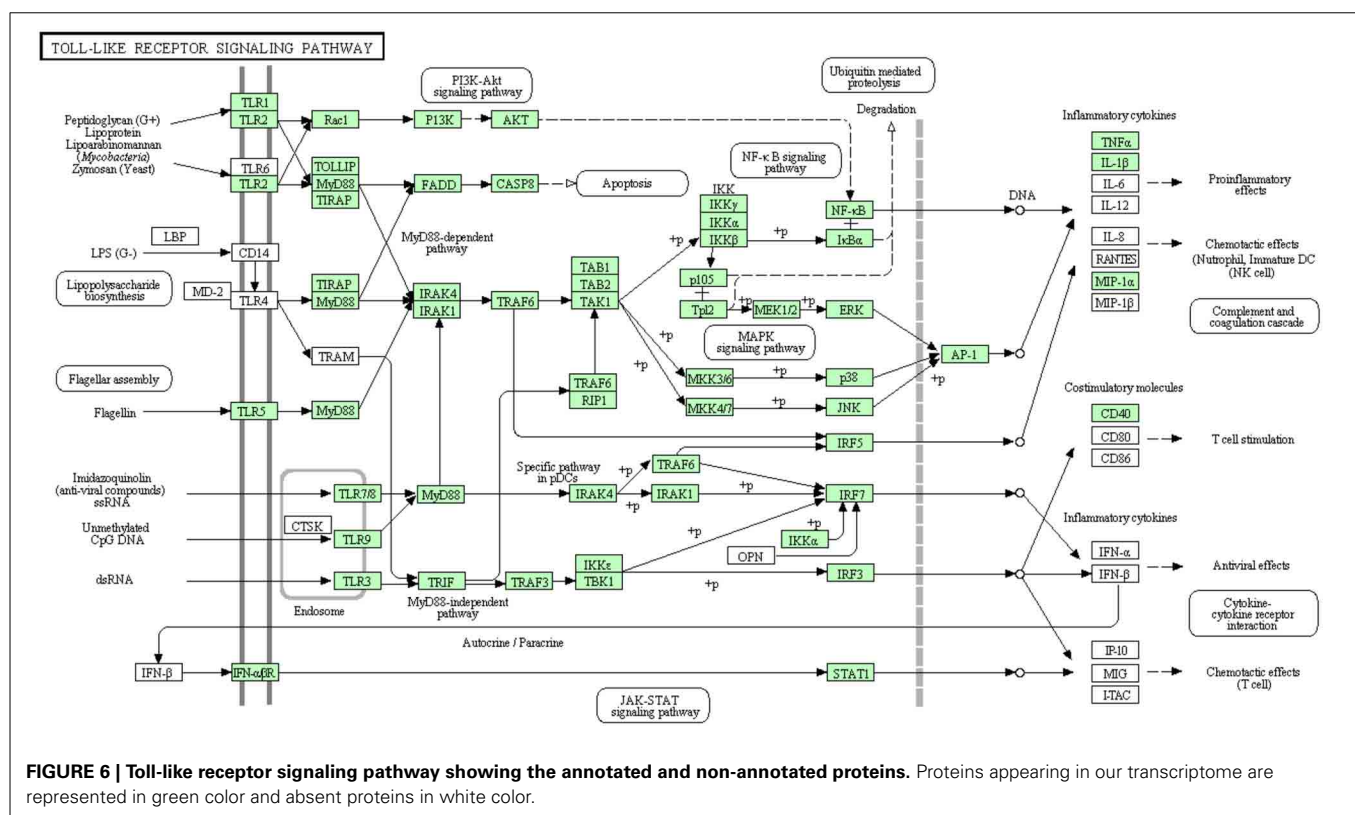 TOLL-LIKE RECEPTOR SIGNALING PATHWAY
PI3K-Akt
signaling pathway
Ubiquitin mediated
proteolysis
Degradation
Peptidoglycan (G+)
Lipoprotein
Lipoarabinomannan
(Mycobacteria)
Zymosan (Yeast)
TLR1
TLR2
TLR6
TLR2
Rac1
P13K
AKT
TOLLIP
MyD88
TIRAP
FADD
CASP8
Apoptosis
MyD88-dependent
pathway
NF-κ B signaling
pathway
IKK
IKKγ
IKKα
IKKβ
+p
+p
NF-κB
+
IκBα
DNA
Inflammatory cytokines
TNFα
IL-1β
IL-6
IL-12
Proinflammatory
effects
IL-8
RANTES
MIP-1α
MIP-1β
Chemotactic effects
(Nutrophil, Immature DC
(NK cell)
Complement and
coagulation cascade
LBP
LPS (G-)
CD14
Lipopolysaccharide
biosynthesis
MD-2
TLR4
TIRAP
MyD88
IRAK4
IRAK1
TRAF6
TAB1
TAB2
TAK1
p105
+
Tpl2
+p
MEK1/2
+p
ERK
MAPK
signaling pathway
AP-1
+p
TRAM
+p
MKK3/6
+p
p38
+p
MKK4/7
+p
JNK
TRAF6
RIP1
Flagellar assembly
Flagellin
TLR5
MyD88
IRF5
Costimulatory molecules
CD40
CD80
CD86
T cell stimulation
Imidazoquinolin
(anti-viral compounds)
ssRNA
TLR7/8
MyD88
Specific pathway
in pDCs
IRAK4
+p
TRAF6
+p
IRAK1
+p
IRF7
Unmethylated
CpG DNA
CTSK
TLR9
+p
+p
IKKα
OPN
Inflammatory cytokines
IFN-α
IFN-β
Antiviral effects
dsRNA
TLR3
Endosome
TRIF
MyD88-independent
pathway
TRAF3
IKKε
TBK1
+p
IRF3
Cytokine-
cytokine receptor
interaction
Autocrine / Paracrine
IFN-β
IFN-αβR
STAT1
JAK-STAT
signaling pathway
IP-10
MIG
I-TAC
Chemotactic effects
(T cell)
FIGURE 6 | Toll-like receptor signaling pathway showing the annotated and non-annotated proteins. Proteins appearing in our transcriptome are
represented in green color and absent proteins in white color.